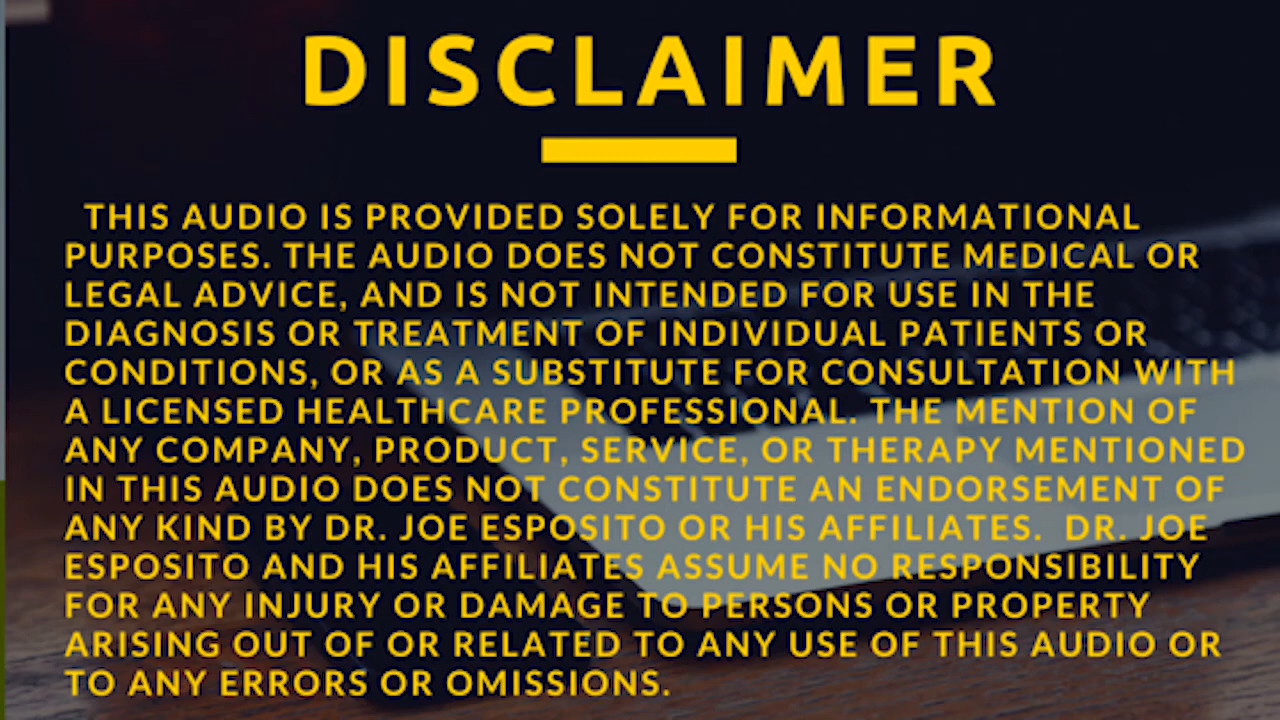 DISCLAIMER
THIS AUDIO IS PROVIDED SOLELY FOR INFORMATIONAL
PURPOSES. THE AUDIO DOES NOT CONSTITUTE MEDICAL OR
LEGAL ADVICE, AND IS NOT INTENDED FOR USE IN THE
DIAGNOSIS OR TREATMENT OF INDIVIDUAL PATIENTS OR
CONDITIONS, OR AS A SUBSTITUTE FOR CONSULTATION WITH
A LICENSED HEALTHCARE PROFESSIONAL. THE MENTION OF
ANY COMPANY, PRODUCT, SERVICE, OR THERAPY MENTIONED
IN THIS AUDIO DOES NOT CONSTITUTE AN ENDORSEMENT OF
ANY KIND BY DR. JOE ESPOSITO OR HIS AFFILIATES. DR. JOE
ESPOSITO AND HIS AFFILIATES ASSUME NO RESPONSIBILITY
FOR ANY INJURY OR DAMAGE TO PERSONS OR PROPERTY
ARISING OUT OF OR RELATED TO ANY USE OF THIS AUDIO OR
TO ANY ERRORS OR OMISSIONS.